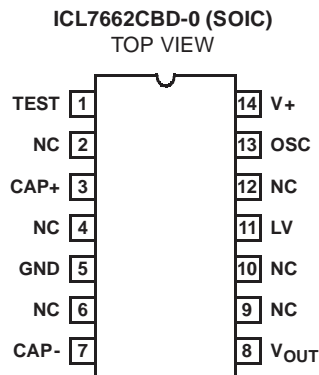 ICL7662CBD-0 (SOIC)
TOP VIEW
TEST 1 14 V+
NC 2 13 OSC
CAP+ 3 12 NC
NC 4 11 LV
GND 5 10 NC
NC 6 9 NC
CAP- 7 8 VOUT